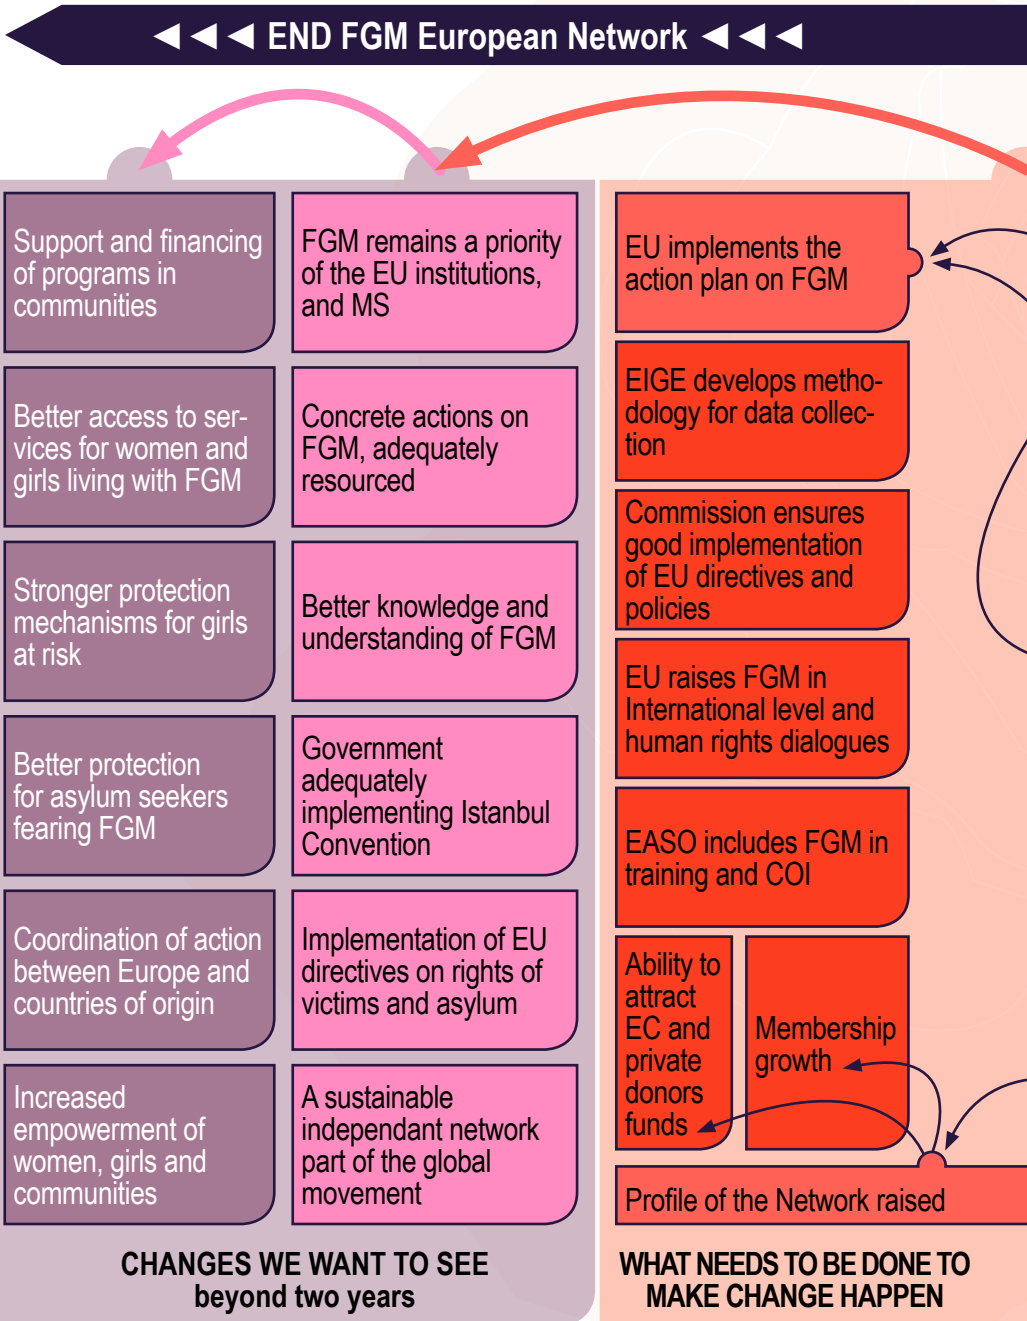 ◄ ◄ ◄ END FGM European Network ◄ ◄ ◄
Support and financing
of programs in
communities
Better access to ser-
vices for women and
girls living with FGM
Stronger protection
mechanisms for girls
at risk
Better protection
for asylum seekers
fearing FGM
Coordination of action
between Europe and
countries of origin
Increased
empowerment of
women, girls and
communities
FGM remains a priority
of the EU institutions,
and MS
Concrete actions on
FGM, adequately
resourced
Better knowledge and
understanding of FGM
Government
adequately
implementing Istanbul
Convention
Implementation of EU
directives on rights of
victims and asylum
A sustainable
independant network
part of the global
movement
CHANGES WE WANT TO SEE
beyond two years
EU implements the
action plan on FGM
EIGE develops metho-
dology for data collec-
tion
Commission ensures
good implementation
of EU directives and
policies
EU raises FGM in
International level and
human rights dialogues
EASO includes FGM in
training and COI
Ability to
attract
EC and
private
donors
funds
Membership
growth
Profile of the Network raised
WHAT NEEDS TO BE DONE TO
MAKE CHANGE HAPPEN